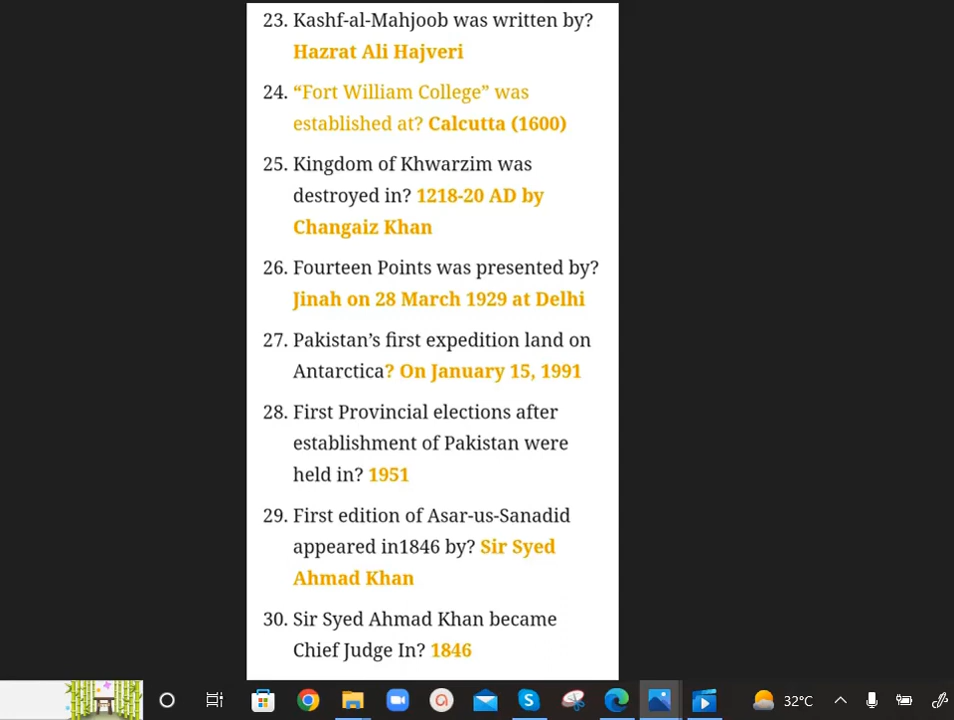 23. Kashf-al-Mahjoob was written by?
Hazrat Ali Hajveri
24. “Fort William College” was
established at? Calcutta (1600)
25. Kingdom of Khwarzim was
destroyed in? 1218-20 AD by
Changaiz Khan
26. Fourteen Points was presented by?
Jinah on 28 March 1929 at Delhi
27. Pakistan’s first expedition land on
Antarctica? On January 15, 1991
28. First Provincial elections after
establishment of Pakistan were
held in? 1951
29. First edition of Asar-us-Sanadid
appeared in1846 by? Sir Syed
Ahmad Khan
30. Sir Syed Ahmad Khan became
Chief Judge In? 1846
32°C